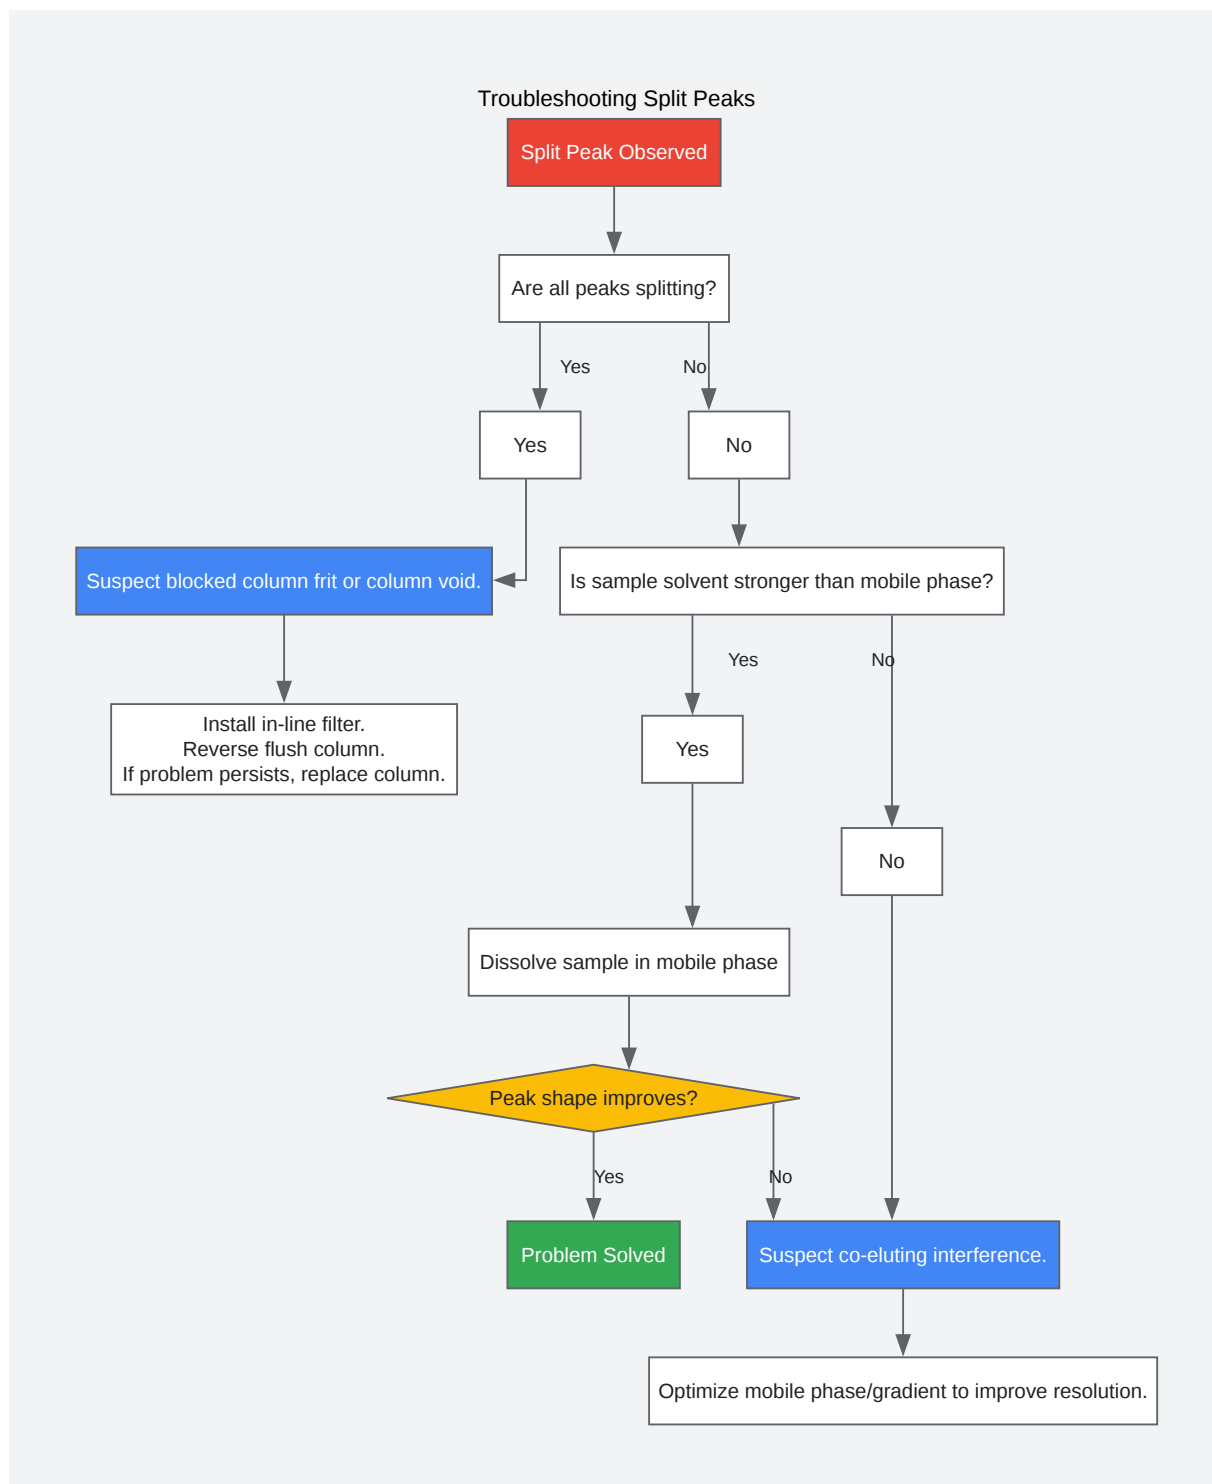 Troubleshooting Split Peaks
Split Peak Observed
Are all peaks splitting?
Yes
No
Yes
No
Suspect blocked column frit or column void.
Is sample solvent stronger than mobile phase?
Yes
No
Install in-line filter.
Reverse flush column.
If problem persists, replace column.
Yes
No
Dissolve sample in mobile phase
Peak shape improves?
Yes
No
Problem Solved
Suspect co-eluting interference.
Optimize mobile phase/gradient to improve resolution.